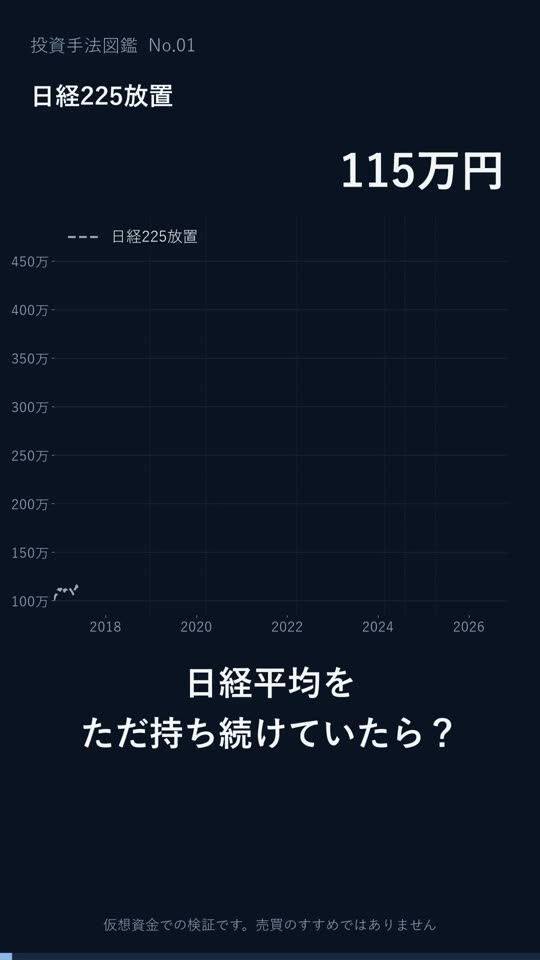 投資手法図鑑 No.01
日経225放置
115万円
日経225放置
450万
400万
350万
300万
250万
200万
150万
100万
2018 2020 2022 2024 2026
日経平均を
ただ持ち続けていたら？
仮想資金での検証です。売買のすすめではありません